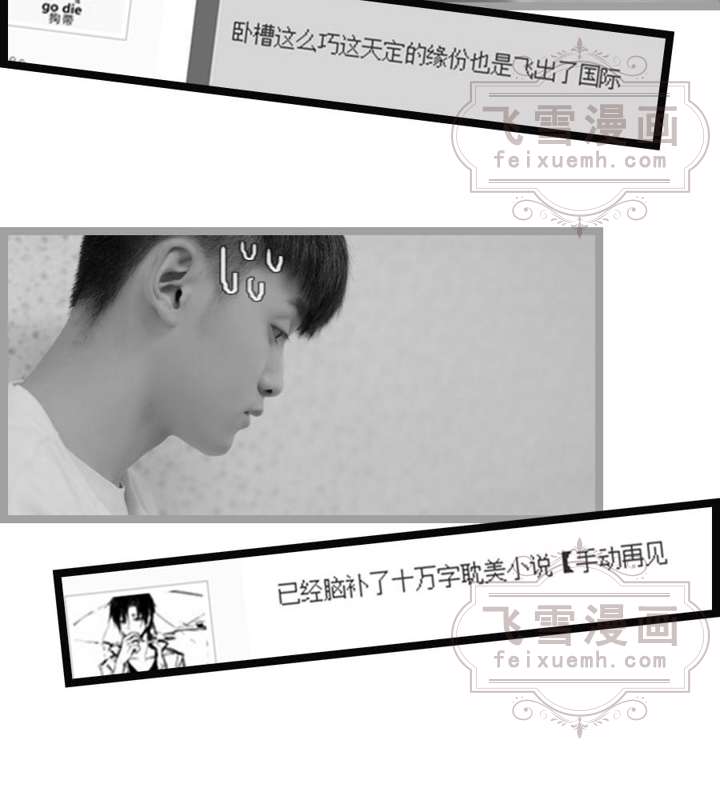 go die
狗带
卧槽这么巧这天定的缘份也是飞出了国际
飞雪漫画
feixuemh.com
已经脑补了十万字耽美小说【手动再见
飞雪漫画
feixuemh.com